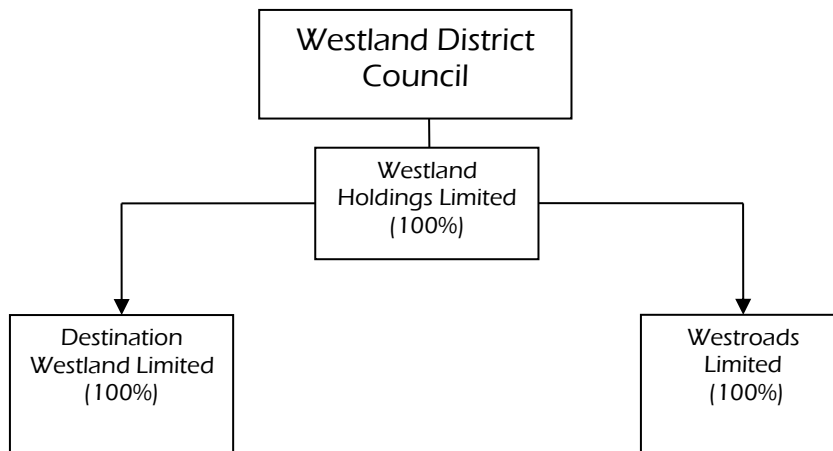 Westland District
Council
Westland
Holdings Limited
(100%)
Destination
Westland Limited
(100%)
Westroads
Limited
(100%)